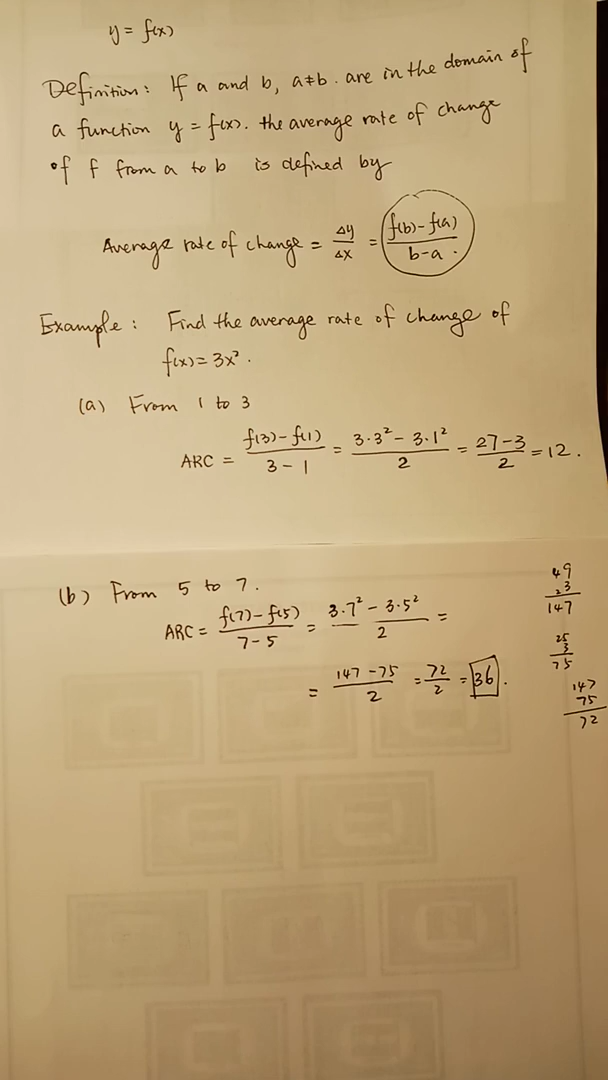 y = f(x)
Definition: If a and b, a≠b. are in the domain of
a function y = f(x). the average rate of change
of f from a to b is defined by
Average rate of change = Δy/Δx = (f(b)-f(a))/(b-a).
Example: Find the average rate of change of
f(x)=3x².
(a) From 1 to 3
ARC = (f(3)-f(1))/(3-1) = (3·3²-3·1²)/2 = (27-3)/2 = 12.
(b) From 5 to 7.
ARC = (f(7)-f(5))/(7-5) = (3·7²-3·5²)/2 =
= (147-75)/2 = 72/2 = 36.
49
23
147
25
3
75
147
75
72